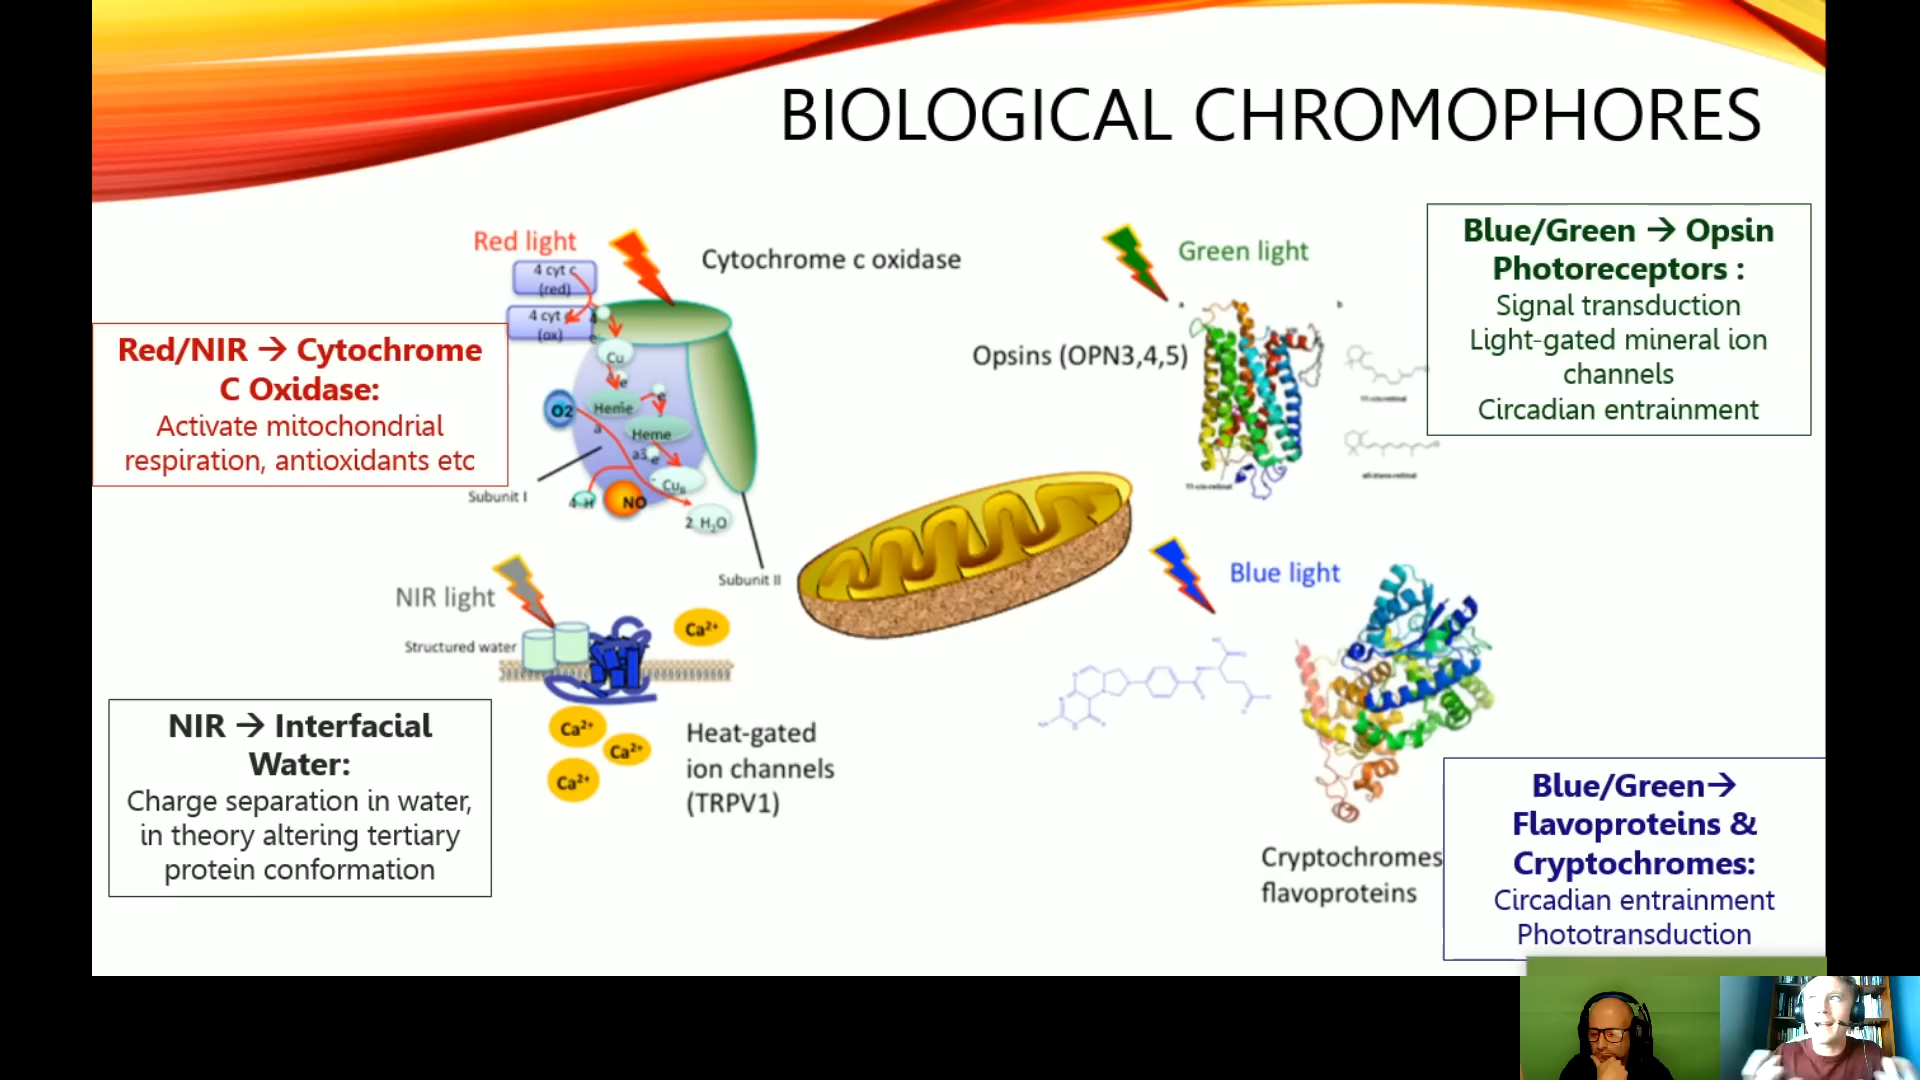 BIOLOGICAL CHROMOPHORES
Red light
4 cyt c
(red)
4 cyt c
(ox)
Cytochrome c oxidase
Cu
e
Heme
a
e
Heme
a3
e
O2
CuB
4 H
NO
2 H₂O
Subunit I
Subunit II
Red/NIR → Cytochrome
C Oxidase:
Activate mitochondrial
respiration, antioxidants etc
Green light
a
b
Opsins (OPN3,4,5)
11-cis-retinal
Blue/Green → Opsin
Photoreceptors :
Signal transduction
Light-gated mineral ion
channels
Circadian entrainment
NIR light
Structured water
Ca²⁺
Ca²⁺
Ca²⁺
Ca²⁺
Heat-gated
ion channels
(TRPV1)
NIR → Interfacial
Water:
Charge separation in water,
in theory altering tertiary
protein conformation
Blue light
Cryptochromes
flavoproteins
Blue/Green→
Flavoproteins &
Cryptochromes:
Circadian entrainment
Phototransduction